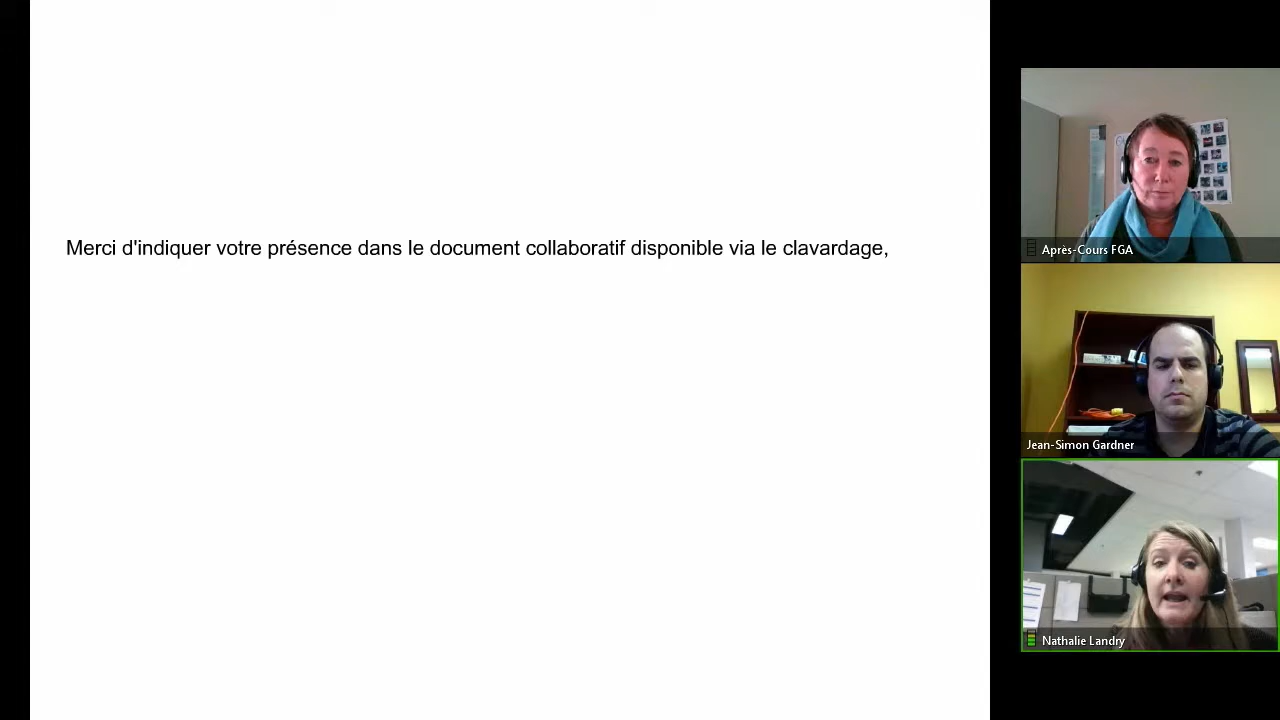 Merci d'indiquer votre présence dans le document collaboratif disponible via le clavardage,
Après-Cours FGA
Jean-Simon Gardner
Nathalie Landry